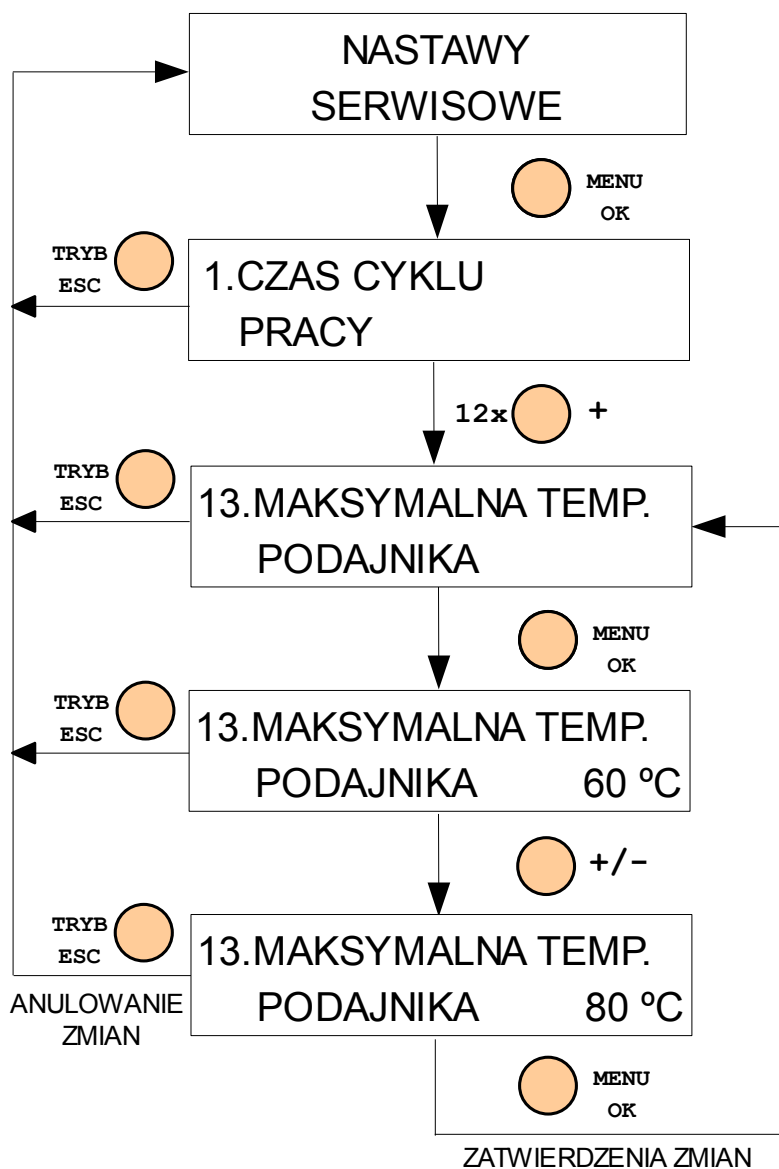 NASTAWY
SERWISOWE
MENU
OK
TRYB
ESC
1.CZAS CYKLU
PRACY
12x +
TRYB
ESC
13.MAKSYMALNA TEMP.
PODAJNIKA
MENU
OK
TRYB
ESC
13.MAKSYMALNA TEMP.
PODAJNIKA 60 ºC
+/-
TRYB
ESC
13.MAKSYMALNA TEMP.
PODAJNIKA 80 ºC
ANULOWANIE
ZMIAN
MENU
OK
ZATWIERDZENIA ZMIAN